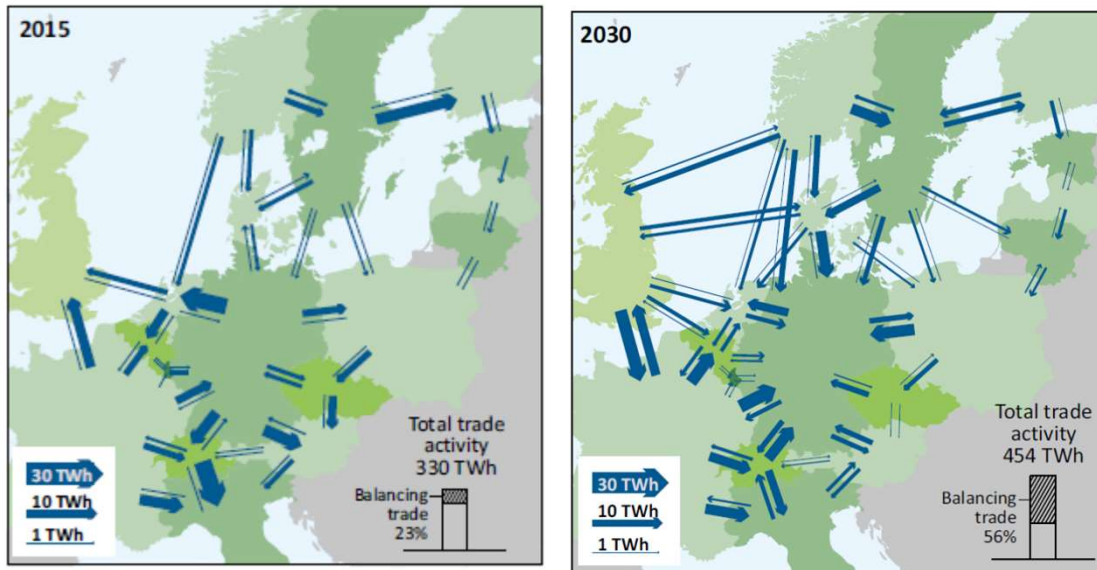 2015
Total trade
activity
330 TWh
Balancing
trade
23%
30 TWh
10 TWh
1 TWh
2030
Total trade
activity
454 TWh
Balancing
trade
56%
30 TWh
10 TWh
1 TWh